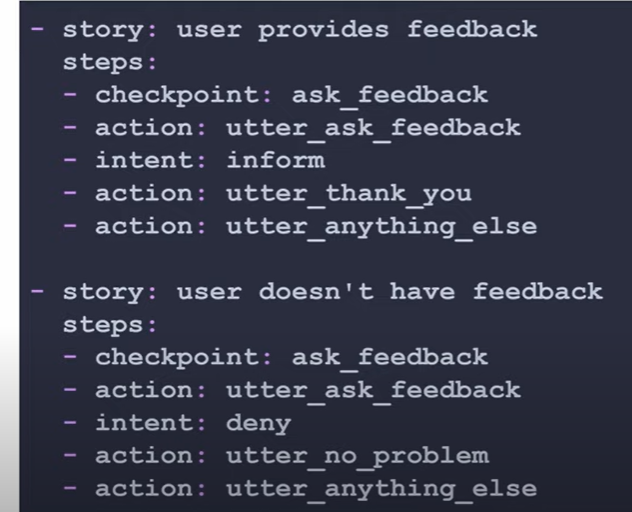 - story: user provides feedback
  steps:
  - checkpoint: ask_feedback
  - action: utter_ask_feedback
  - intent: inform
  - action: utter_thank_you
  - action: utter_anything_else

- story: user doesn't have feedback
  steps:
  - checkpoint: ask_feedback
  - action: utter_ask_feedback
  - intent: deny
  - action: utter_no_problem
  - action: utter_anything_else